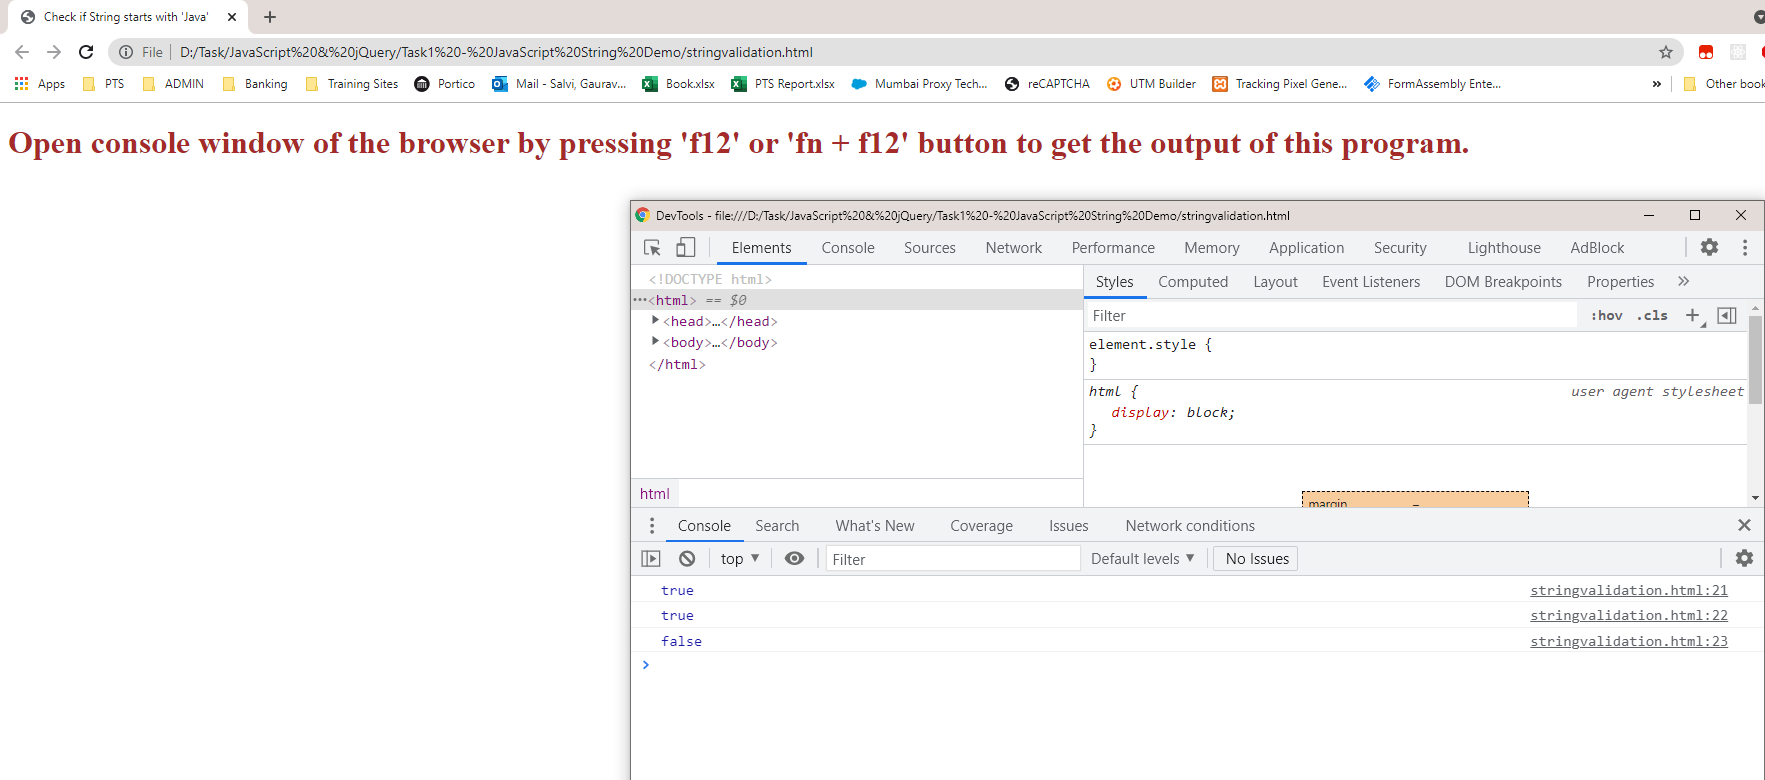 Check if String starts with 'Java'
File D:/Task/JavaScript%20&%20jQuery/Task1%20-%20JavaScript%20String%20Demo/stringvalidation.html
Apps PTS ADMIN Banking Training Sites Portico Mail - Salvi, Gaurav... Book.xlsx PTS Report.xlsx Mumbai Proxy Tech... reCAPTCHA UTM Builder Tracking Pixel Gene... FormAssembly Ente... » Other book
Open console window of the browser by pressing 'f12' or 'fn + f12' button to get the output of this program.
DevTools - file:///D:/Task/JavaScript%20&%20jQuery/Task1%20-%20JavaScript%20String%20Demo/stringvalidation.html
Elements Console Sources Network Performance Memory Application Security Lighthouse AdBlock
<!DOCTYPE html>
<html> == $0
<head>…</head>
<body>…</body>
</html>
html
Styles Computed Layout Event Listeners DOM Breakpoints Properties »
Filter :hov .cls +
element.style {
}
html { user agent stylesheet
display: block;
}
margin
Console Search What's New Coverage Issues Network conditions
top Filter Default levels No Issues
true stringvalidation.html:21
true stringvalidation.html:22
false stringvalidation.html:23